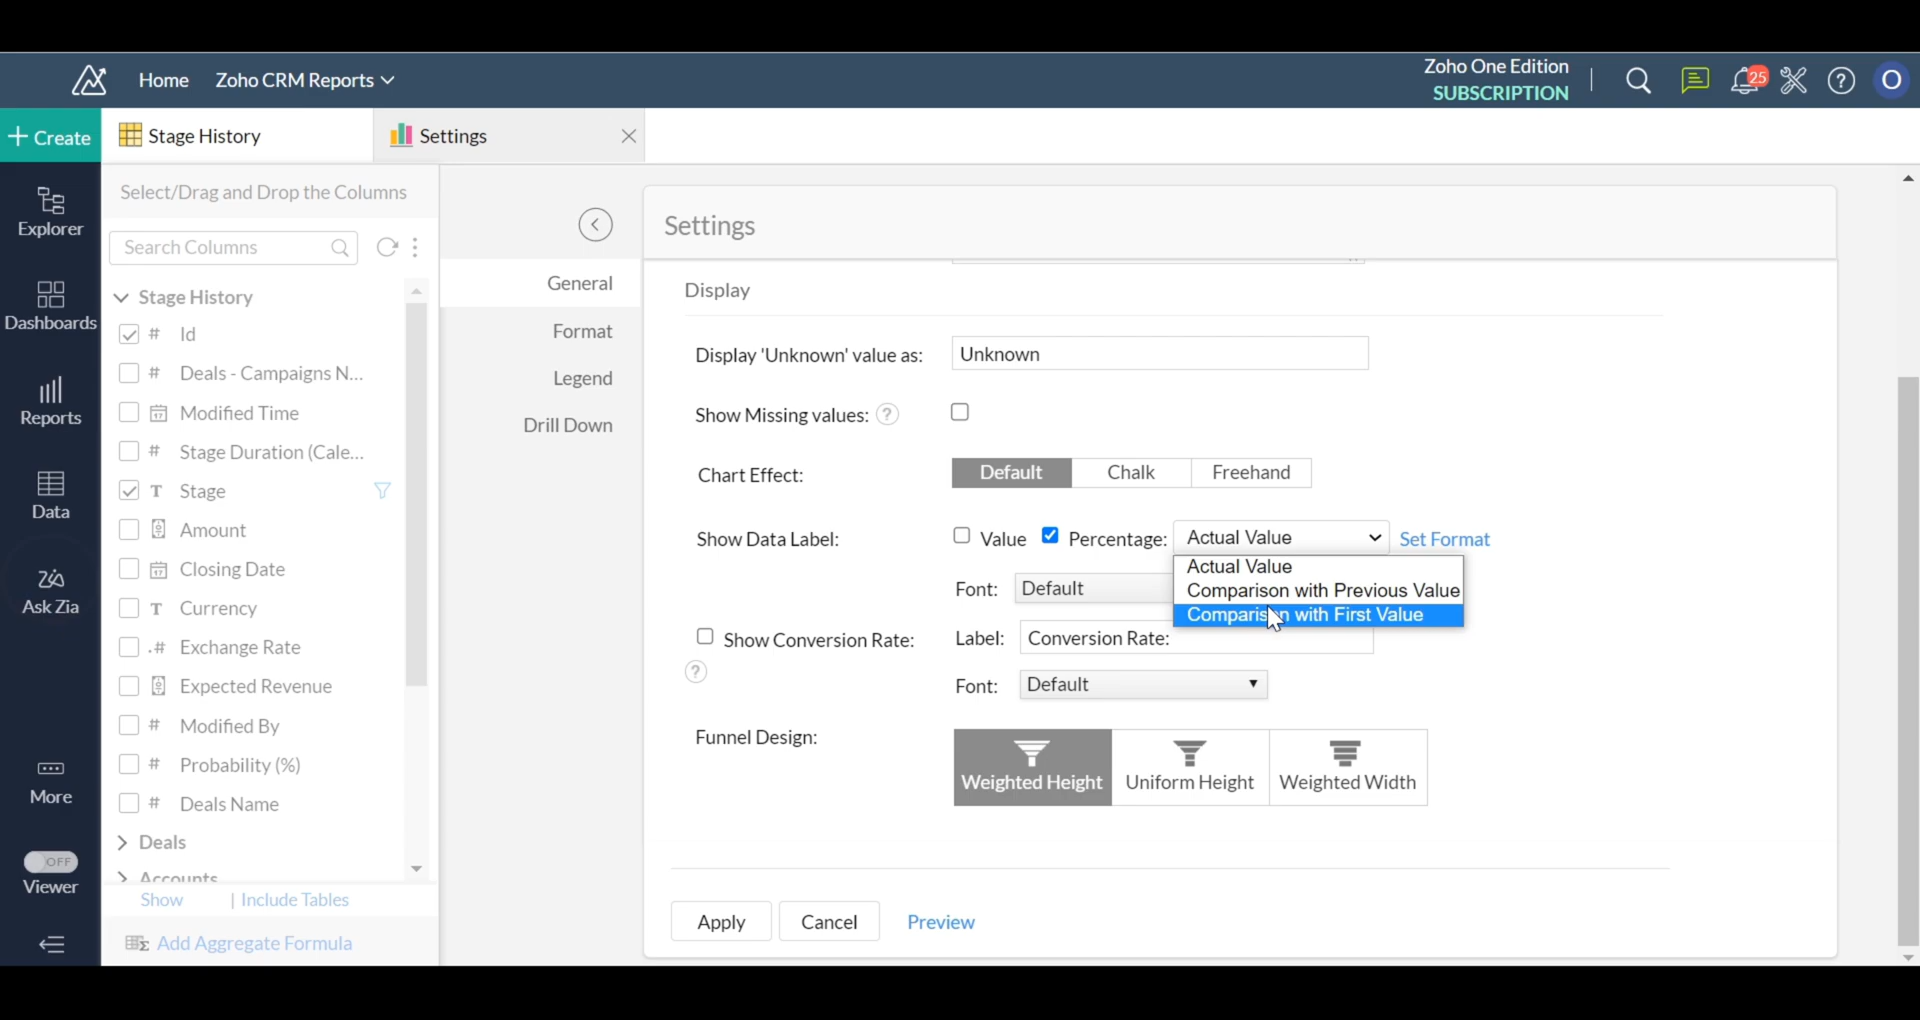 Home
Zoho CRM Reports
Zoho One Edition
SUBSCRIPTION
25
O
+ Create
Stage History
Settings
Explorer
Dashboards
Reports
Data
Ask Zia
More
OFF
Viewer
Select/Drag and Drop the Columns
Search Columns
Stage History
# Id
# Deals - Campaigns N...
17 Modified Time
# Stage Duration (Cale...
T Stage
Amount
17 Closing Date
T Currency
.# Exchange Rate
Expected Revenue
# Modified By
# Probability (%)
# Deals Name
Deals
Accounts
Show | Include Tables
Add Aggregate Formula
General
Format
Legend
Drill Down
Settings
Display
Display 'Unknown' value as: Unknown
Show Missing values: ?
Chart Effect: Default Chalk Freehand
Show Data Label: Value Percentage: Actual Value Set Format
Actual Value
Comparison with Previous Value
Comparison with First Value
Font: Default
Show Conversion Rate: Label: Conversion Rate:
?
Font: Default
Funnel Design: Weighted Height Uniform Height Weighted Width
Apply Cancel Preview